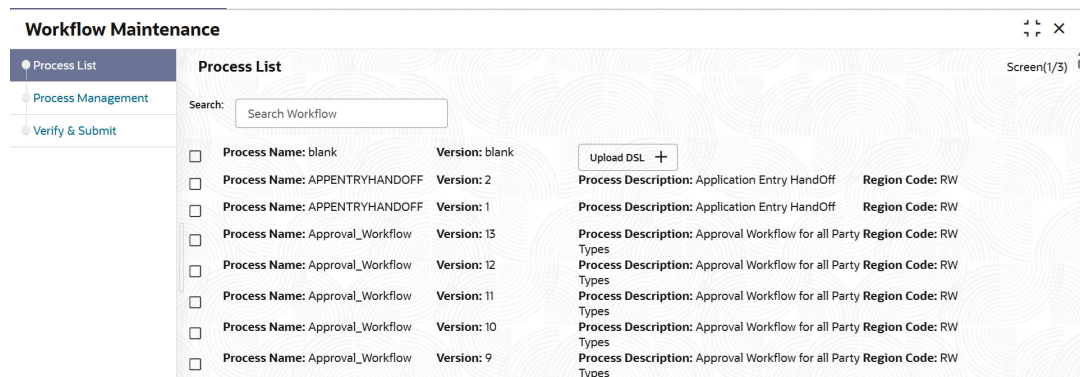 Workflow Maintenance
Process List
Process Management
Verify & Submit
Process List
Screen(1/3)
Search:
Search Workflow
Process Name: blank Version: blank Upload DSL +
Process Name: APPENTRYHANDOFF Version: 2 Process Description: Application Entry HandOff Region Code: RW
Process Name: APPENTRYHANDOFF Version: 1 Process Description: Application Entry HandOff Region Code: RW
Process Name: Approval_Workflow Version: 13 Process Description: Approval Workflow for all Party Region Code: RW
Types
Process Name: Approval_Workflow Version: 12 Process Description: Approval Workflow for all Party Region Code: RW
Types
Process Name: Approval_Workflow Version: 11 Process Description: Approval Workflow for all Party Region Code: RW
Types
Process Name: Approval_Workflow Version: 10 Process Description: Approval Workflow for all Party Region Code: RW
Types
Process Name: Approval_Workflow Version: 9 Process Description: Approval Workflow for all Party Region Code: RW
Types